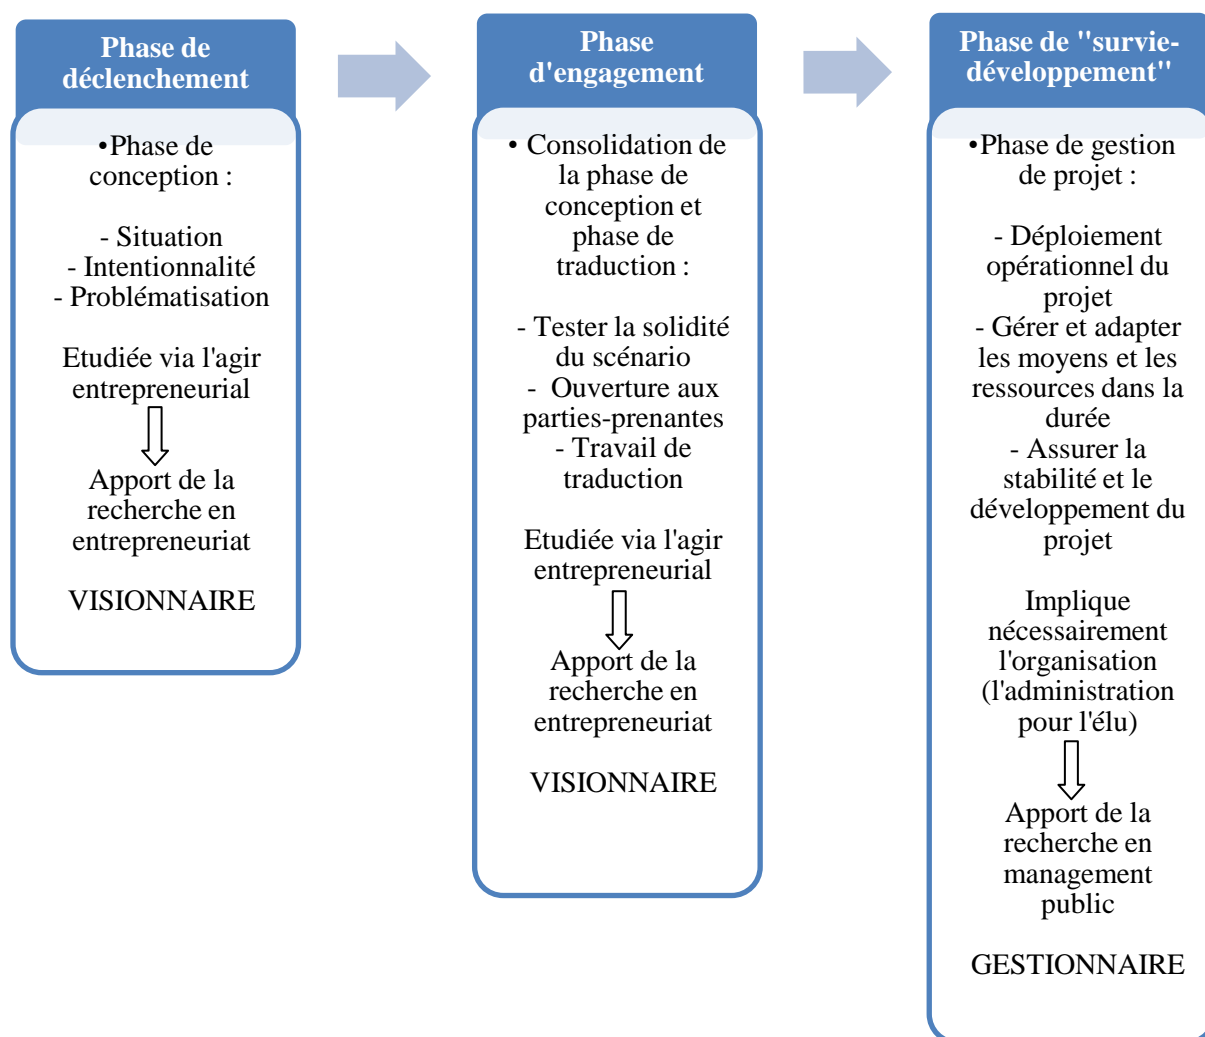 Phase de
déclenchement
•Phase de
conception :
- Situation
- Intentionnalité
- Problématisation
Etudiée via l'agir
entrepreneurial
Apport de la
recherche en
entrepreneuriat
VISIONNAIRE
Phase
d'engagement
• Consolidation de
la phase de
conception et
phase de
traduction :
- Tester la solidité
du scénario
- Ouverture aux
parties-prenantes
- Travail de
traduction
Etudiée via l'agir
entrepreneurial
Apport de la
recherche en
entrepreneuriat
VISIONNAIRE
Phase de "survie-
développement"
•Phase de gestion
de projet :
- Déploiement
opérationnel du
projet
- Gérer et adapter
les moyens et les
ressources dans la
durée
- Assurer la
stabilité et le
développement du
projet
Implique
nécessairement
l'organisation
(l'administration
pour l'élu)
Apport de la
recherche en
management
public
GESTIONNAIRE